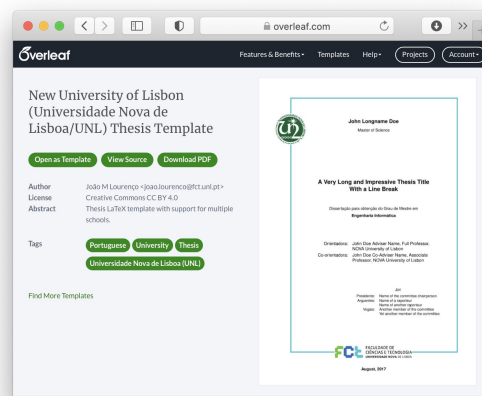 overleaf.com
Overleaf
Features & Benefits
Templates
Help
Projects
Account
New University of Lisbon
(Universidade Nova de
Lisboa/UNL) Thesis Template
Open as Template
View Source
Download PDF
Author João M Lourenço <joao.lourenco@fct.unl.pt>
License Creative Commons CC BY 4.0
Abstract Thesis LaTeX template with support for multiple
schools.
Tags
Portuguese
University
Thesis
Universidade Nova de Lisboa (UNL)
Find More Templates
John Longname Doe
Master of Science
A Very Long and Impressive Thesis Title
With a Line Break
Dissertação para obtenção do Grau de Mestre em
Engenharia Informática
Orientadora: John Doe Adviser Name, Full Professor,
NOVA University of Lisbon
Co-orientadora: John Doe Co-Adviser Name, Associate
Professor, NOVA University of Lisbon
Júri
Presidente: Name of the committee chairperson
Arguentes: Name of a raporteur
Name of another raporteur
Vogais: Another member of the committee
Yet another member of the committee
FCt
FACULDADE DE
CIÊNCIAS E TECNOLOGIA
UNIVERSIDADE NOVA DE LISBOA
August, 2017